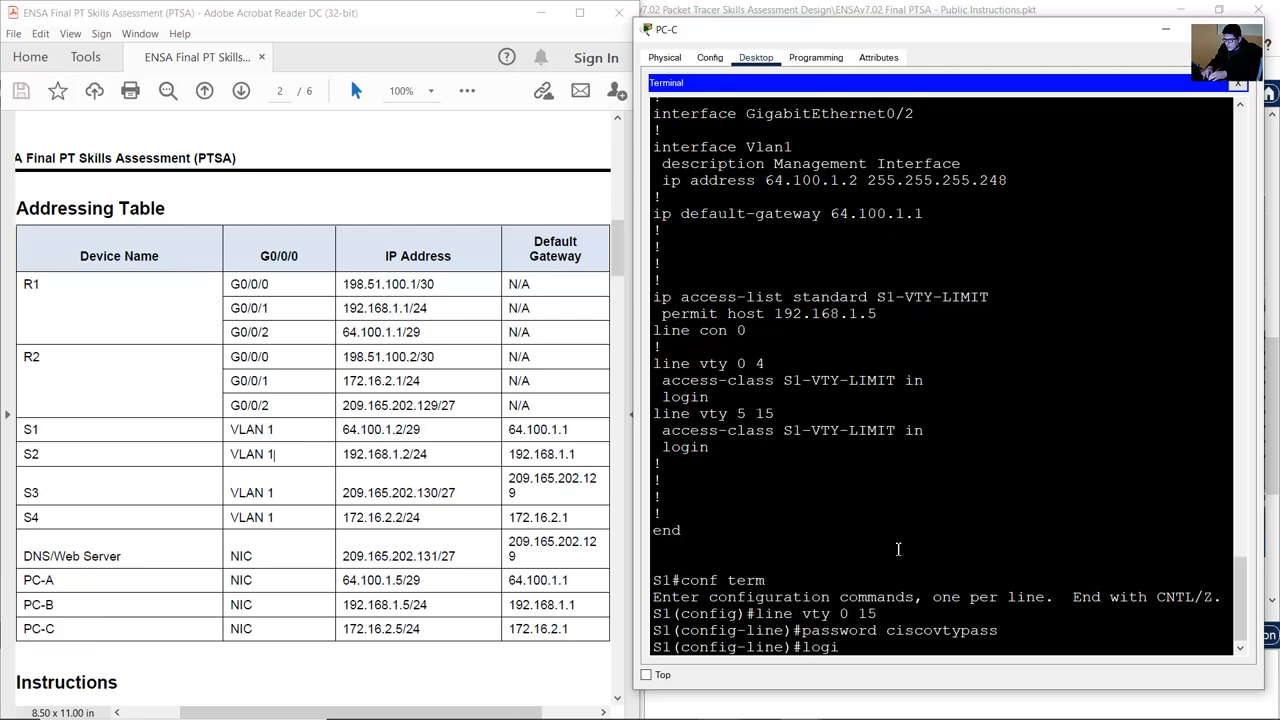 ENSA Final PT Skills Assessment (PTSA) - Adobe Acrobat Reader DC (32-bit)
File Edit View Sign Window Help
Home Tools ENSA Final PT Skills... × Sign In
2 / 6 100%
A Final PT Skills Assessment (PTSA)
Addressing Table
Device Name G0/0/0 IP Address Default Gateway
R1 G0/0/0 198.51.100.1/30 N/A
G0/0/1 192.168.1.1/24 N/A
G0/0/2 64.100.1.1/29 N/A
R2 G0/0/0 198.51.100.2/30 N/A
G0/0/1 172.16.2.1/24 N/A
G0/0/2 209.165.202.129/27 N/A
S1 VLAN 1 64.100.1.2/29 64.100.1.1
S2 VLAN 1 192.168.1.2/24 192.168.1.1
S3 VLAN 1 209.165.202.130/27 209.165.202.12
9
S4 VLAN 1 172.16.2.2/24 172.16.2.1
DNS/Web Server NIC 209.165.202.131/27 209.165.202.12
9
PC-A NIC 64.100.1.5/29 64.100.1.1
PC-B NIC 192.168.1.5/24 192.168.1.1
PC-C NIC 172.16.2.5/24 172.16.2.1
Instructions
8.50 x 11.00 in
v7.02 Packet Tracer Skills Assessment Design\ENSAv7.02 Final PTSA - Public Instructions.pkt
PC-C
Physical Config Desktop Programming Attributes
Terminal X
!
interface GigabitEthernet0/2
!
interface Vlan1
description Management Interface
ip address 64.100.1.2 255.255.255.248
!
ip default-gateway 64.100.1.1
!
!
!
!
ip access-list standard S1-VTY-LIMIT
permit host 192.168.1.5
line con 0
!
line vty 0 4
access-class S1-VTY-LIMIT in
login
line vty 5 15
access-class S1-VTY-LIMIT in
login
!
!
!
!
end
S1#conf term
Enter configuration commands, one per line. End with CNTL/Z.
S1(config)#line vty 0 15
S1(config-line)#password ciscovtypass
S1(config-line)#logi
Top